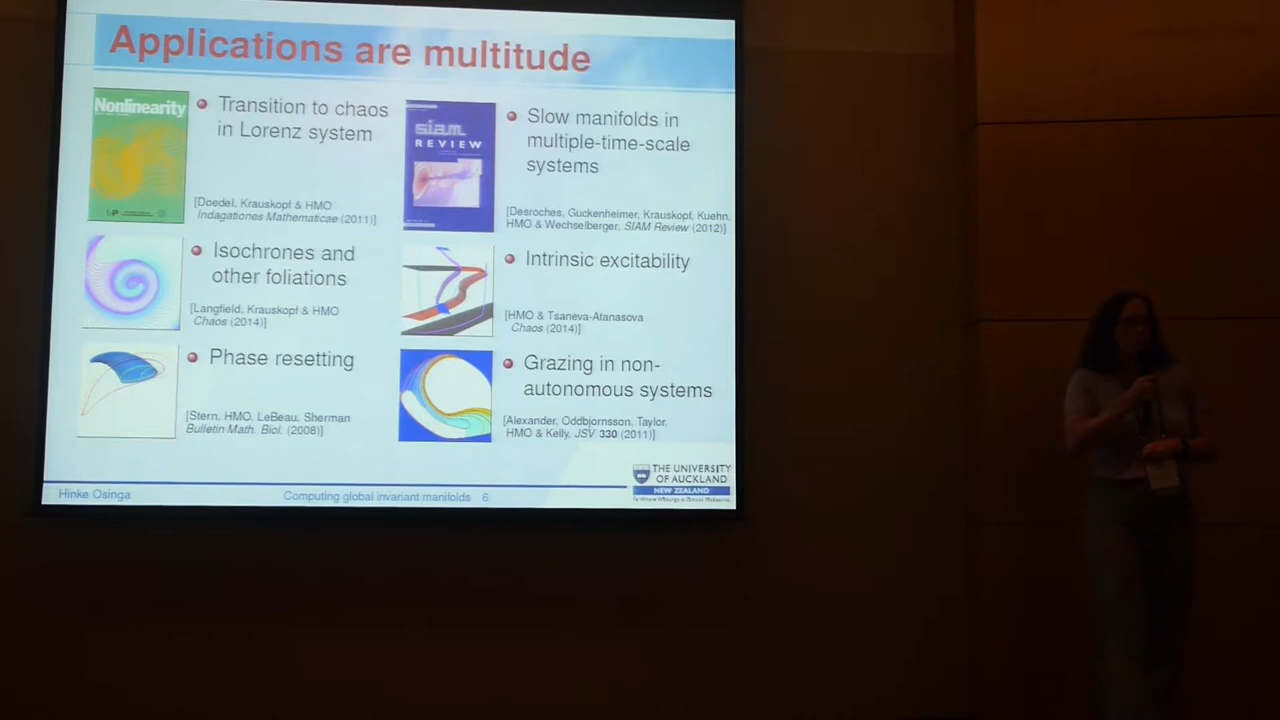 Applications are multitude
Nonlinearity
Transition to chaos
in Lorenz system
[Doedel, Krauskopf & HMO
Indagationes Mathematicae (2011)]
siam
REVIEW
Slow manifolds in
multiple-time-scale
systems
[Desroches, Guckenheimer, Krauskopf, Kuehn,
HMO & Wechselberger, SIAM Review (2012)]
Isochrones and
other foliations
[Langfield, Krauskopf & HMO
Chaos (2014)]
Intrinsic excitability
[HMO & Tsaneva-Atanasova
Chaos (2014)]
Phase resetting
[Stern, HMO, LeBeau, Sherman
Bulletin Math. Biol. (2008)]
Grazing in non-
autonomous systems
[Alexander, Oddbjornsson, Taylor,
HMO & Kelly, JSV 330 (2011)]
THE UNIVERSITY
OF AUCKLAND
NEW ZEALAND
Hinke Osinga
Computing global invariant manifolds 6